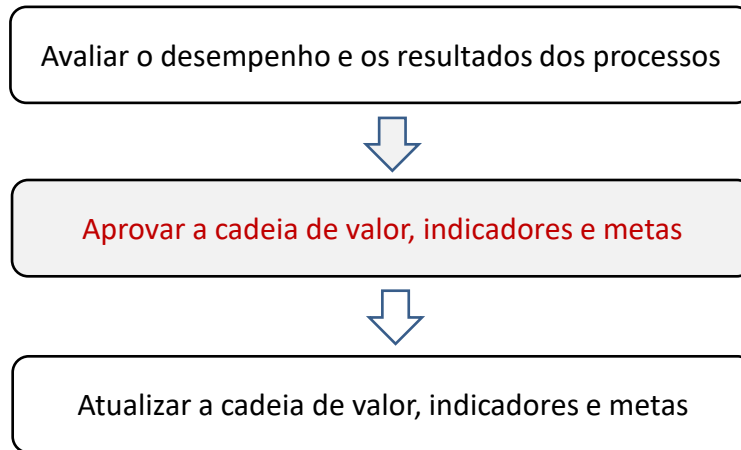 Avaliar o desempenho e os resultados dos processos
Aprovar a cadeia de valor, indicadores e metas
Atualizar a cadeia de valor, indicadores e metas